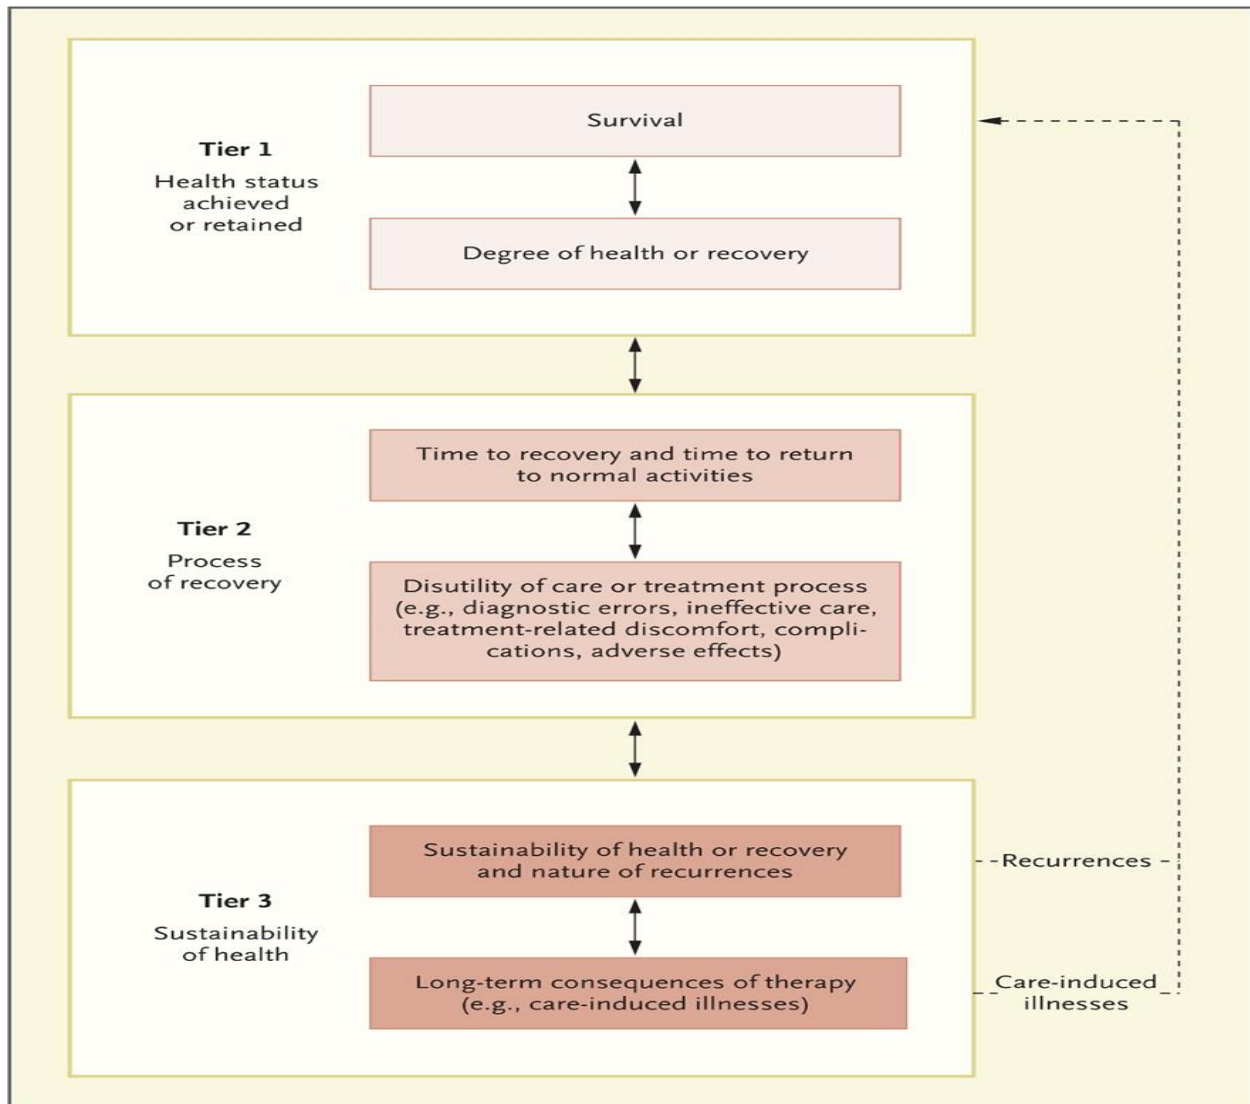 Survival
Tier 1
Health status
achieved
or retained
Degree of health or recovery
Time to recovery and time to return
to normal activities
Tier 2
Process
of recovery
Disutility of care or treatment process
(e.g., diagnostic errors, ineffective care,
treatment-related discomfort, compli-
cations, adverse effects)
Sustainability of health or recovery
and nature of recurrences
Recurrences
Tier 3
Sustainability
of health
Long-term consequences of therapy
(e.g., care-induced illnesses)
Care-induced
illnesses